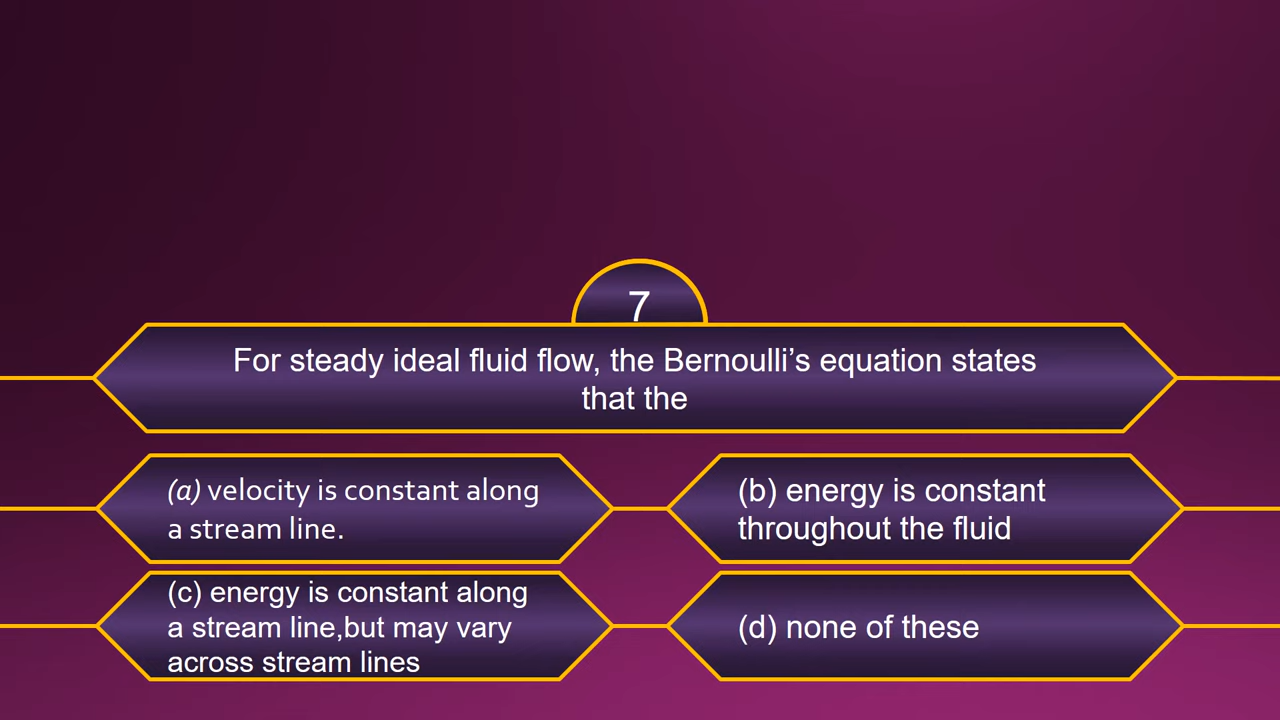 7
For steady ideal fluid flow, the Bernoulli’s equation states
that the
(a) velocity is constant along
a stream line.
(b) energy is constant
throughout the fluid
(c) energy is constant along
a stream line,but may vary
across stream lines
(d) none of these